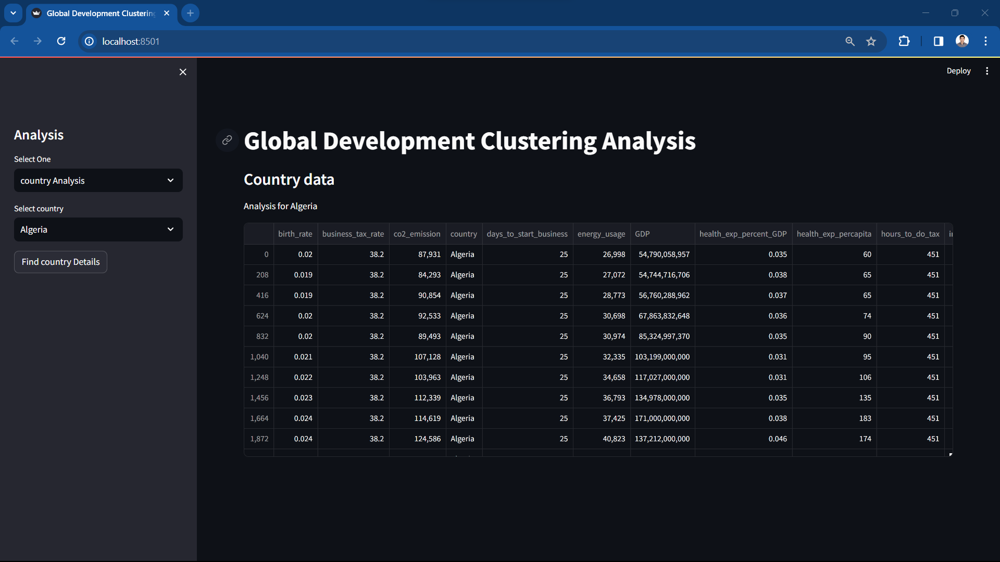 Global Development Clustering
localhost:8501
Deploy
Analysis
Select One
country Analysis
Select country
Algeria
Find country Details
Global Development Clustering Analysis
Country data
Analysis for Algeria
birth_rate business_tax_rate co2_emission country days_to_start_business energy_usage GDP health_exp_percent_GDP health_exp_percapita hours_to_do_tax
0 0.02 38.2 87,931 Algeria 25 26,998 54,790,058,957 0.035 60 451
208 0.019 38.2 84,293 Algeria 25 27,072 54,744,716,706 0.038 65 451
416 0.019 38.2 90,854 Algeria 25 28,773 56,760,288,962 0.037 65 451
624 0.02 38.2 92,533 Algeria 25 30,698 67,863,832,648 0.036 74 451
832 0.02 38.2 89,493 Algeria 25 30,974 85,324,997,370 0.035 90 451
1,040 0.021 38.2 107,128 Algeria 25 32,335 103,199,000,000 0.031 95 451
1,248 0.022 38.2 103,963 Algeria 25 34,658 117,027,000,000 0.031 106 451
1,456 0.023 38.2 112,339 Algeria 25 36,793 134,978,000,000 0.035 135 451
1,664 0.024 38.2 114,619 Algeria 25 37,425 171,000,000,000 0.038 183 451
1,872 0.024 38.2 124,586 Algeria 25 40,823 137,212,000,000 0.046 174 451